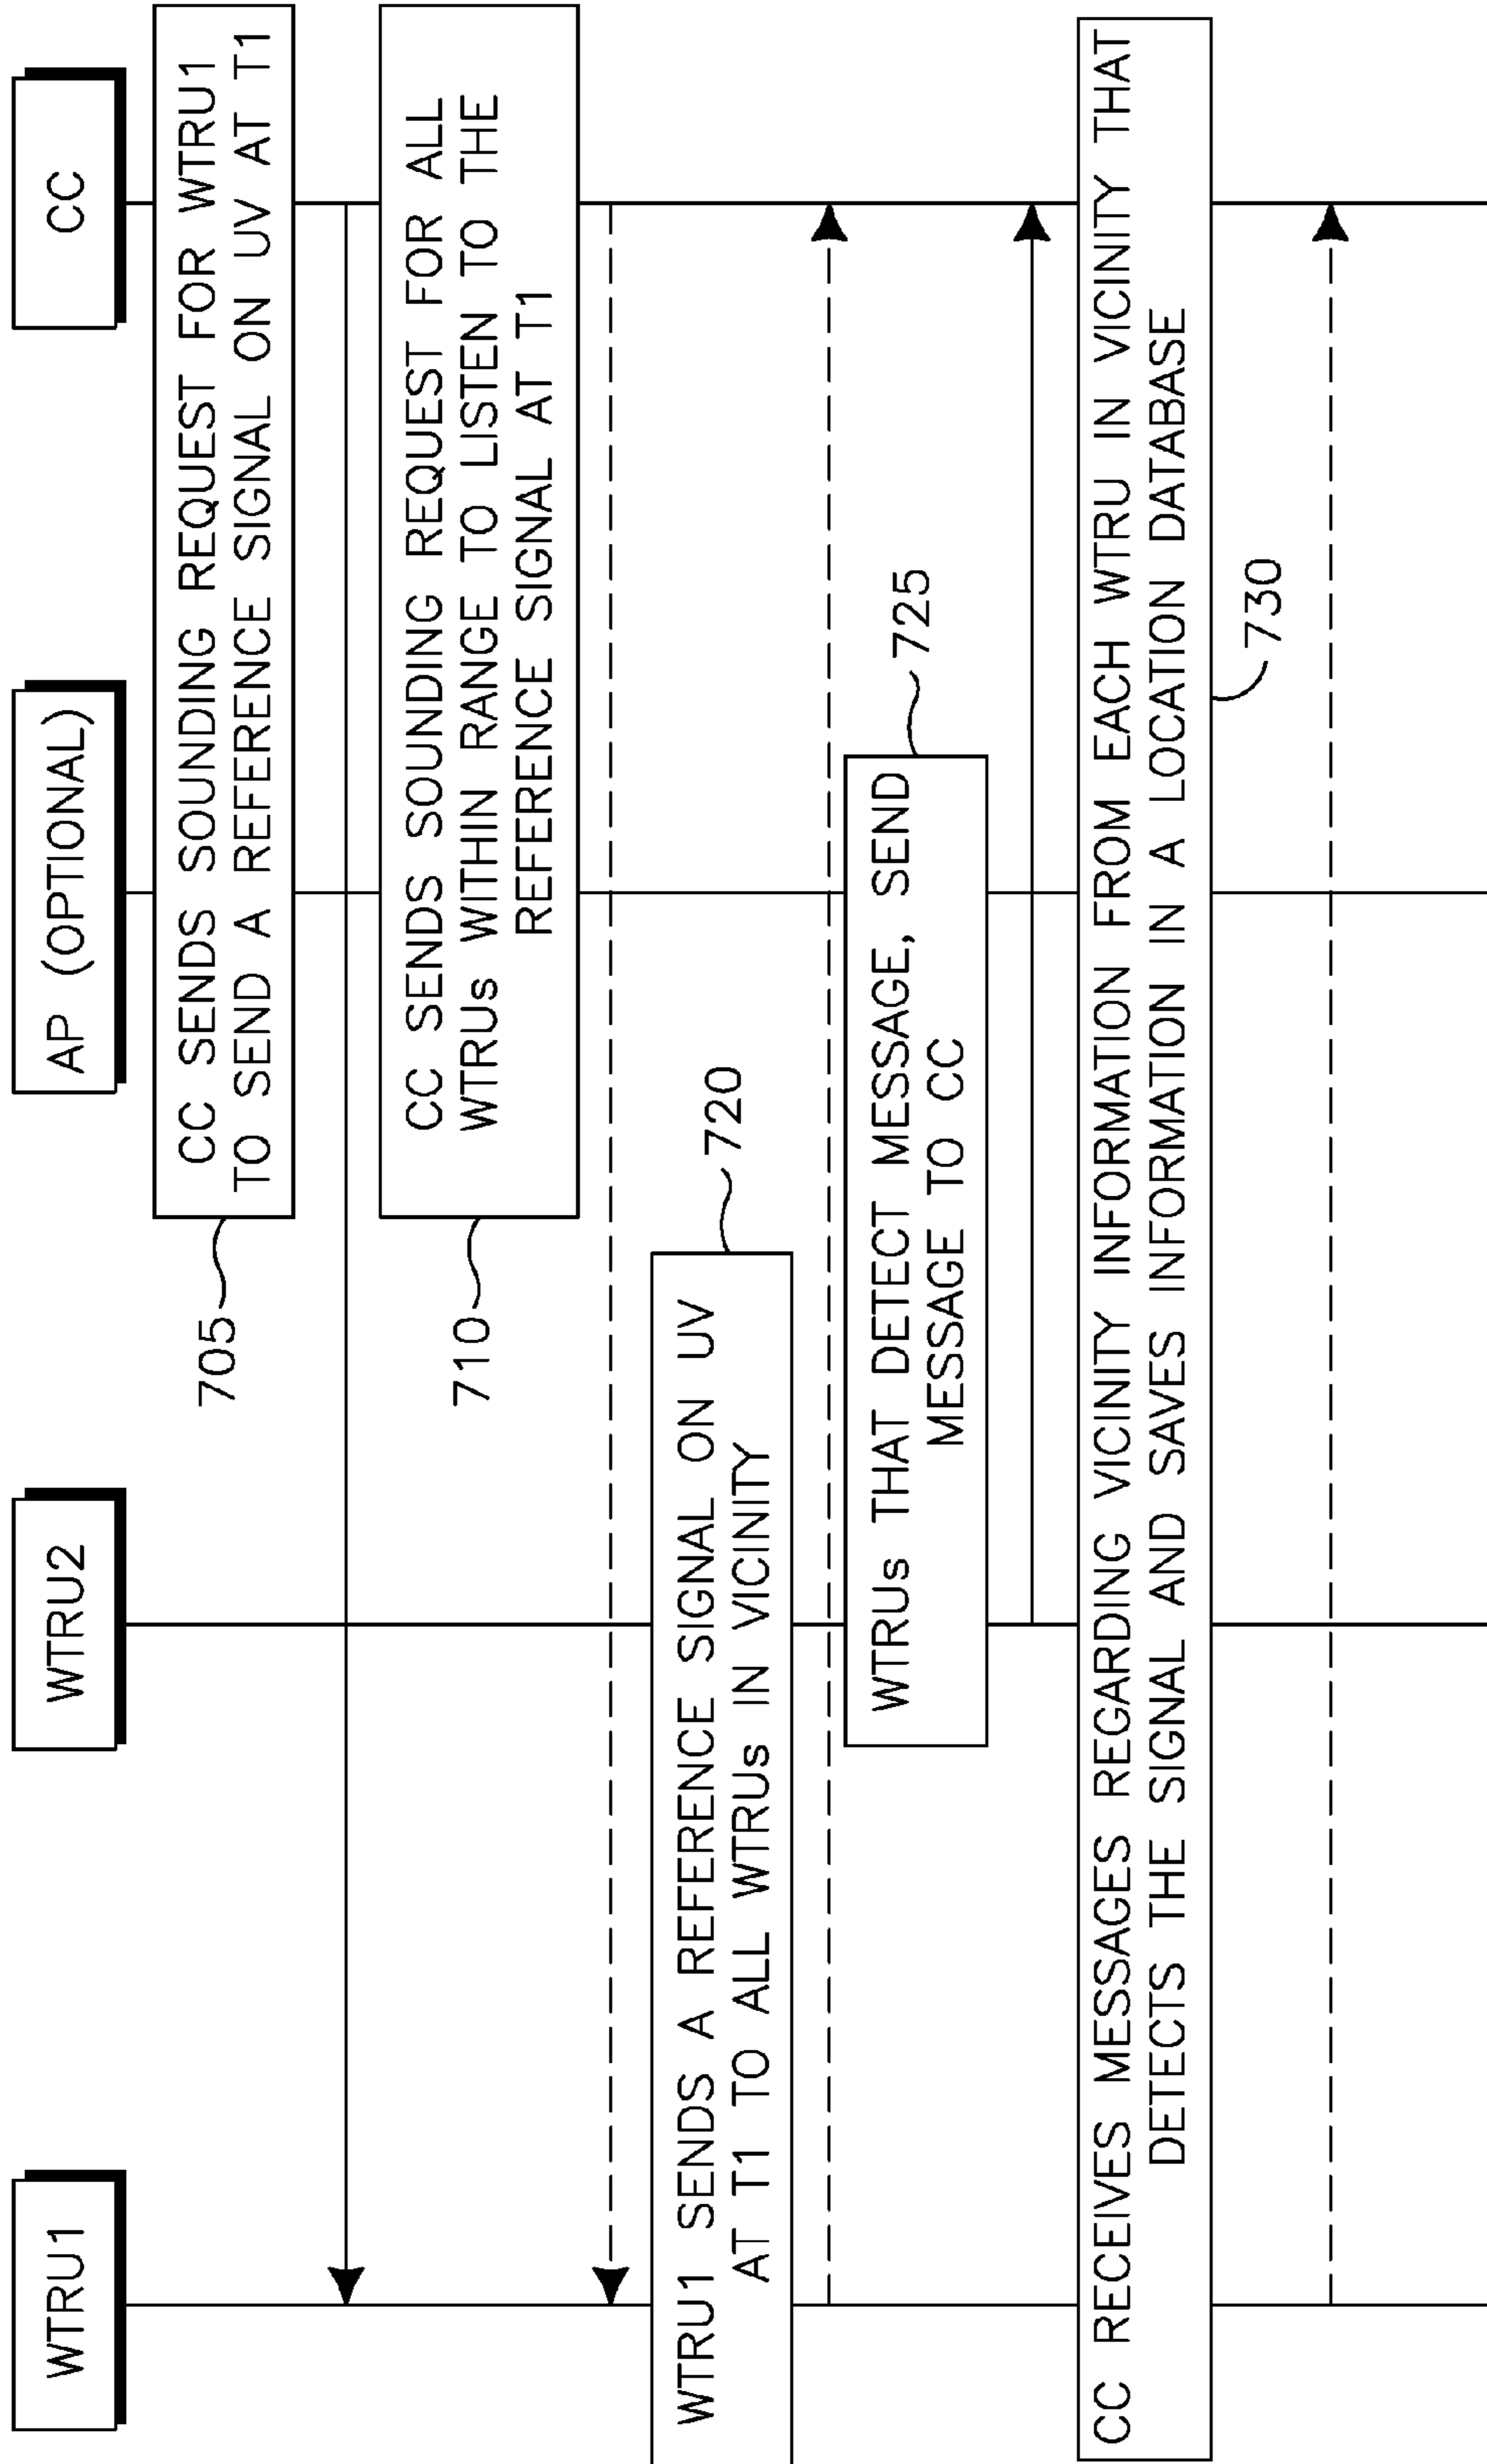 WTRU1
WTRU2
AP (OPTIONAL)
CC
CC SENDS SOUNDING REQUEST FOR WTRU1
TO SEND A REFERENCE SIGNAL ON UV AT T1
705
CC SENDS SOUNDING REQUEST FOR ALL
WTRUs WITHIN RANGE TO LISTEN TO THE
REFERENCE SIGNAL AT T1
710
WTRU1 SENDS A REFERENCE SIGNAL ON UV
AT T1 TO ALL WTRUs IN VICINITY
720
WTRUs THAT DETECT MESSAGE, SEND
MESSAGE TO CC
725
CC RECEIVES MESSAGES REGARDING VICINITY INFORMATION FROM EACH WTRU IN VICINITY THAT
DETECTS THE SIGNAL AND SAVES INFORMATION IN A LOCATION DATABASE
730